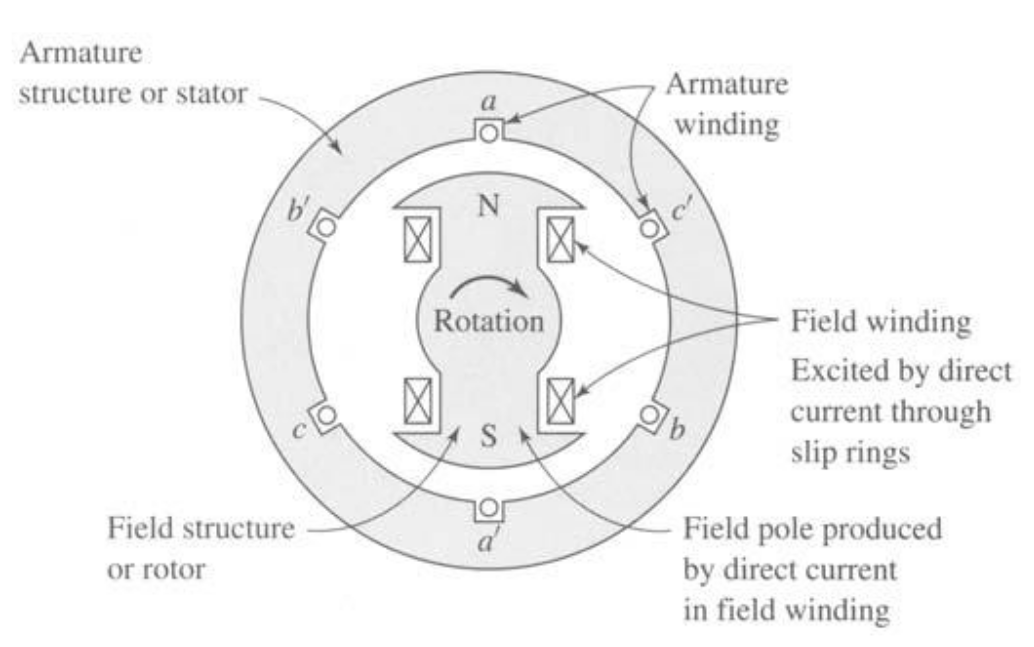 Armature
structure or stator
a
Armature
winding
b′
N
c′
Rotation
Field winding
Excited by direct
current through
slip rings
c
S
b
Field structure
or rotor
a′
Field pole produced
by direct current
in field winding